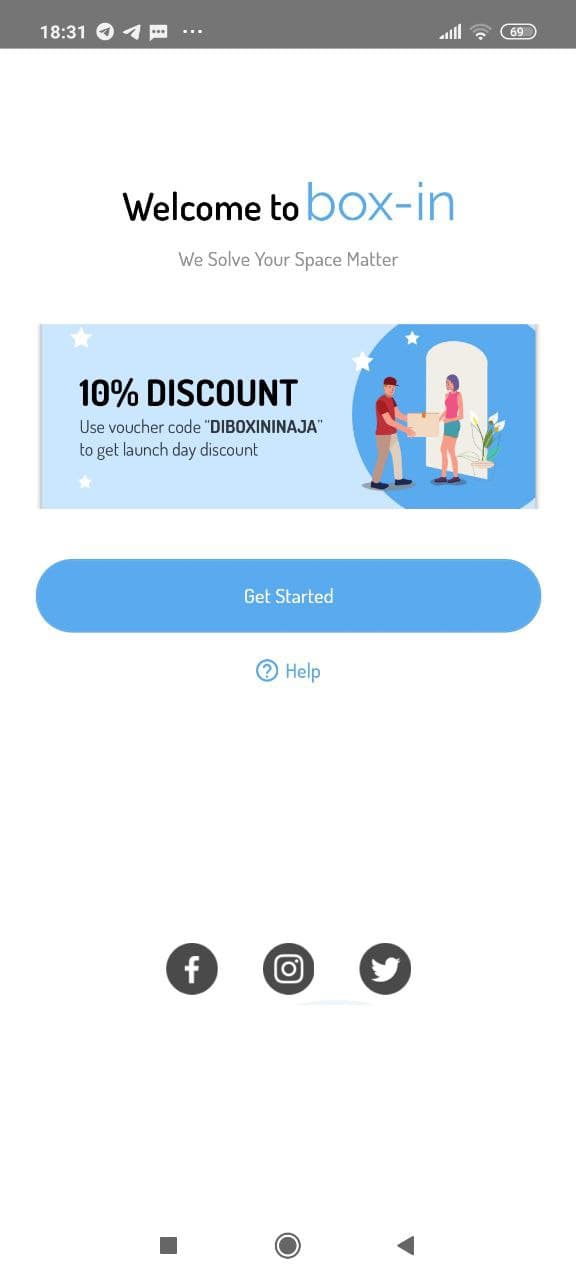 18:31
69
Welcome to box-in
We Solve Your Space Matter
10% DISCOUNT
Use voucher code "DIBOXININAJA"
to get launch day discount
Get Started
Help